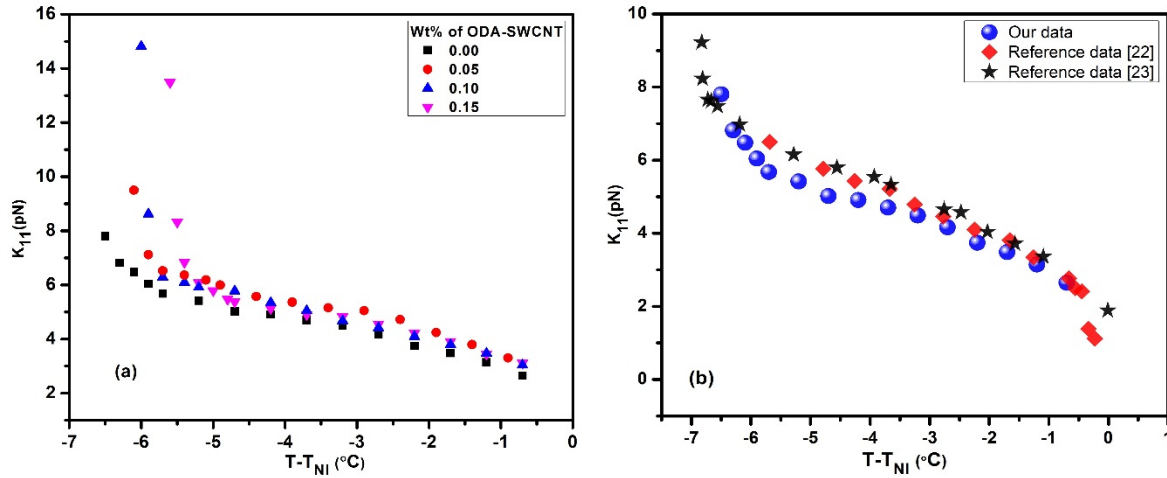 Wt% of ODA-SWCNT
0.00
0.05
0.10
0.15
16
14
12
10
8
6
4
2
K11(pN)
(a)
-7 -6 -5 -4 -3 -2 -1 0
T-TNI (°C)
Our data
Reference data [22]
Reference data [23]
10
8
6
4
2
0
K11(pN)
(b)
-7 -6 -5 -4 -3 -2 -1 0 1
T-TNI (°C)